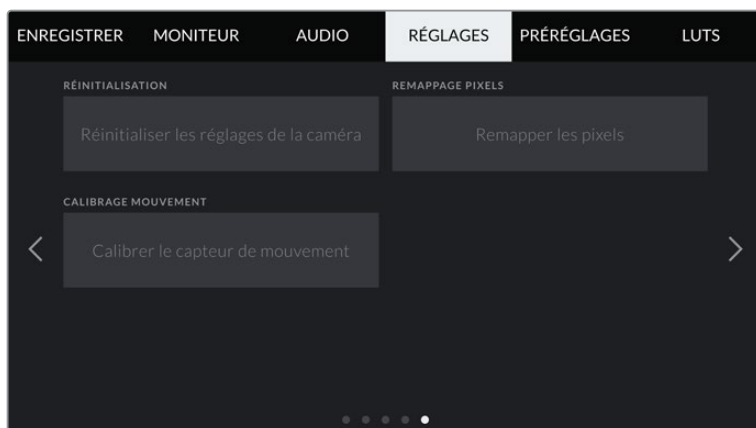 ENREGISTRER MONITEUR AUDIO RÉGLAGES PRÉRÉGLAGES LUTS
RÉINITIALISATION REMAPPAGE PIXELS
Réinitialiser les réglages de la caméra Remapper les pixels
CALIBRAGE MOUVEMENT
Calibrer le capteur de mouvement